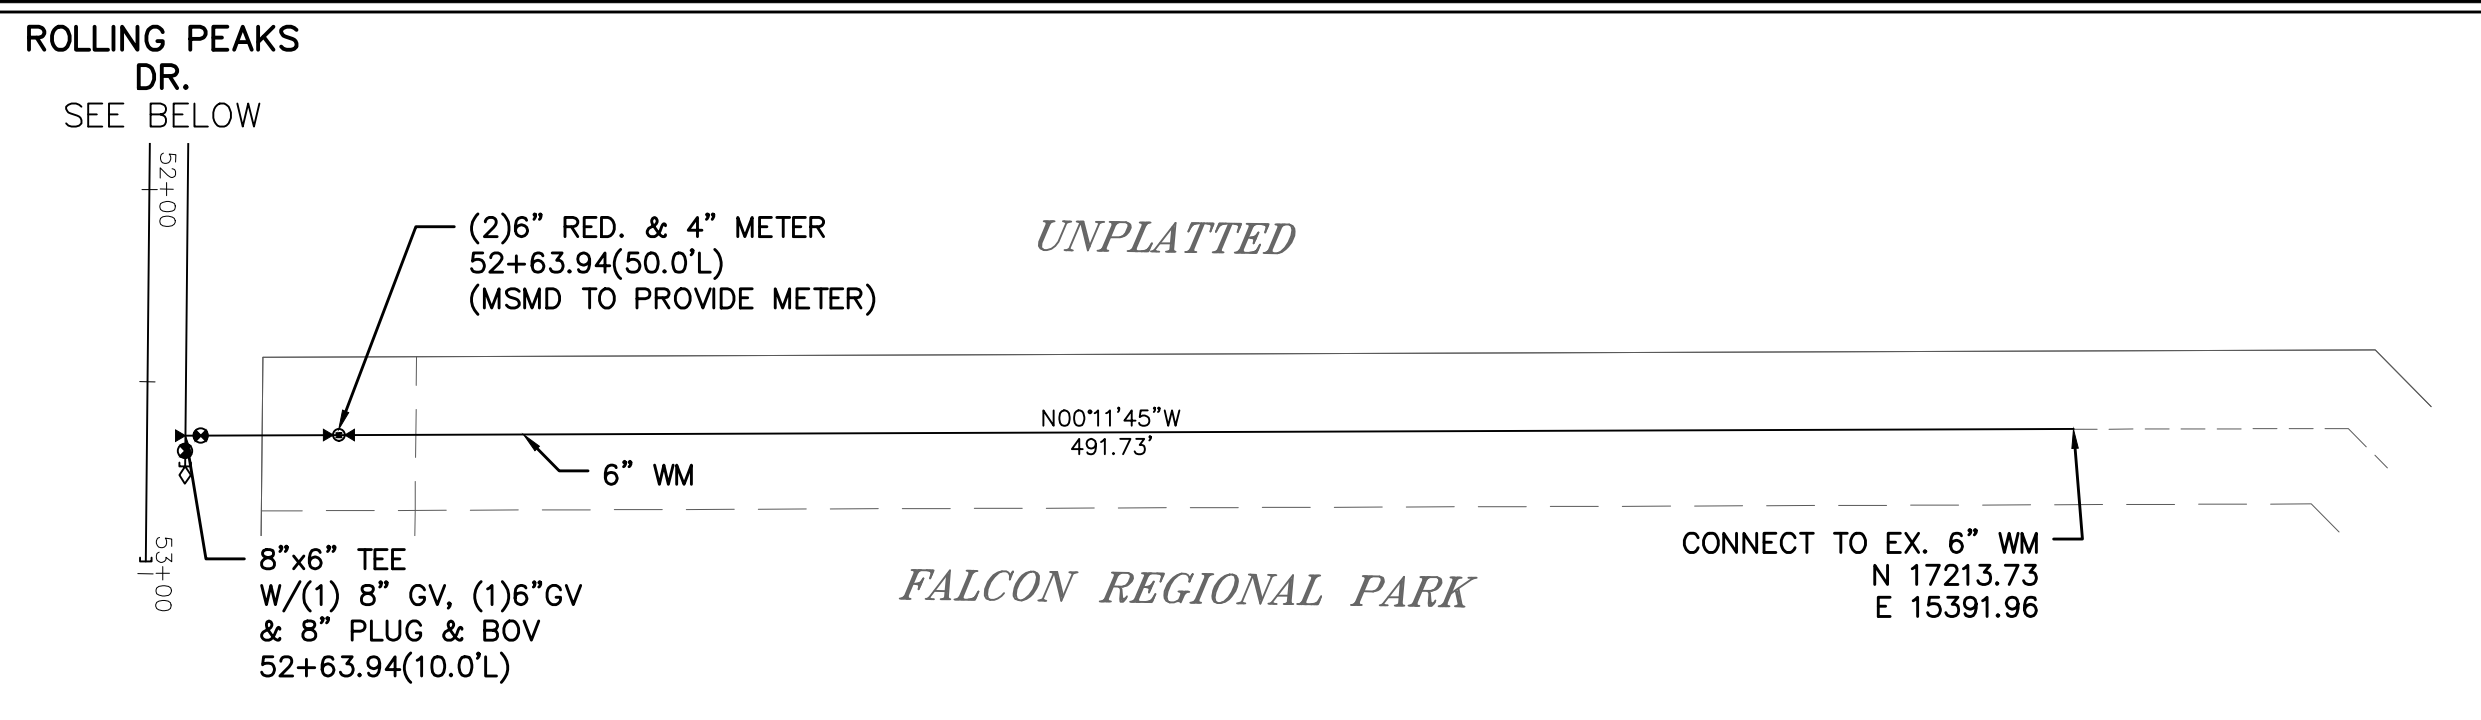 ROLLING PEAKS
DR.
SEE BELOW
52+00
(2)6" RED. & 4" METER
52+63.94(50.0'L)
(MSMD TO PROVIDE METER)
UNPLATTED
N00°11'45"W
491.73'
6" WM
53+00
8"x6" TEE
W/(1) 8" GV, (1)6"GV
& 8" PLUG & BOV
52+63.94(10.0'L)
FALCON REGIONAL PARK
CONNECT TO EX. 6" WM
N 17213.73
E 15391.96